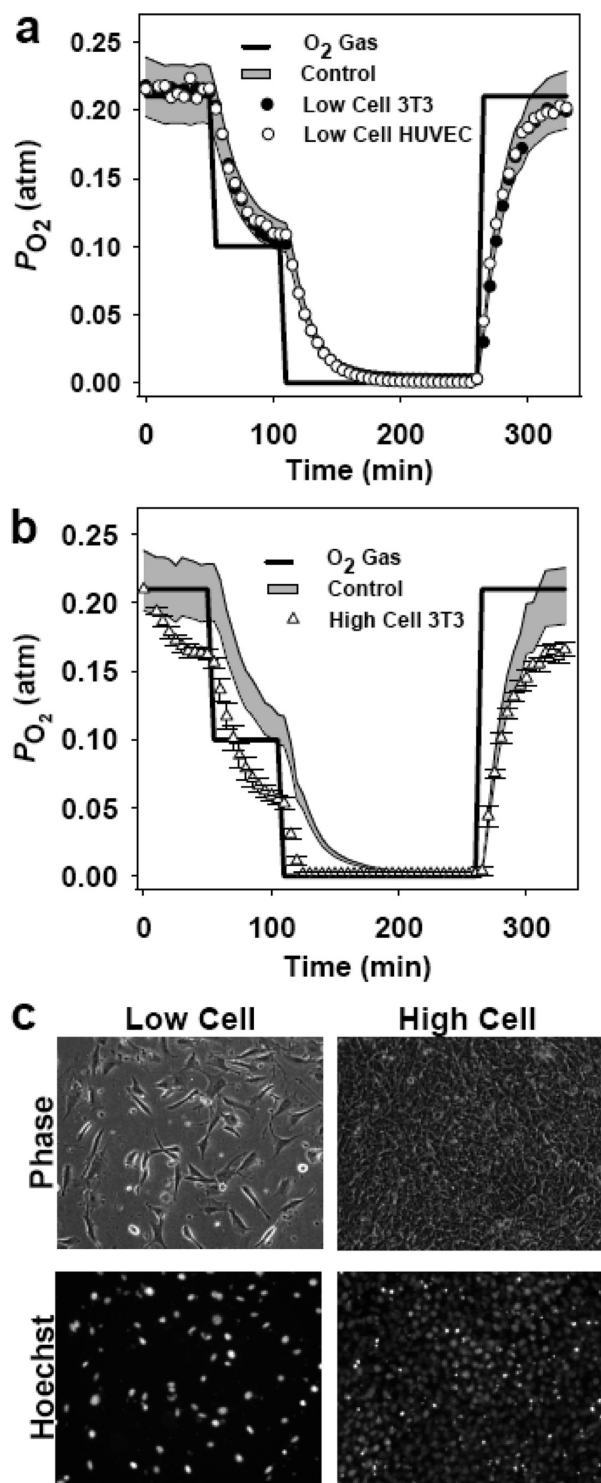 a
0.25
0.20
0.15
0.10
0.05
0.00
P O2 (atm)
O2 Gas
Control
Low Cell 3T3
Low Cell HUVEC
0 100 200 300
Time (min)
b
0.25
0.20
0.15
0.10
0.05
0.00
P O2 (atm)
O2 Gas
Control
High Cell 3T3
0 100 200 300
Time (min)
c
Low Cell High Cell
Phase
Hoechst